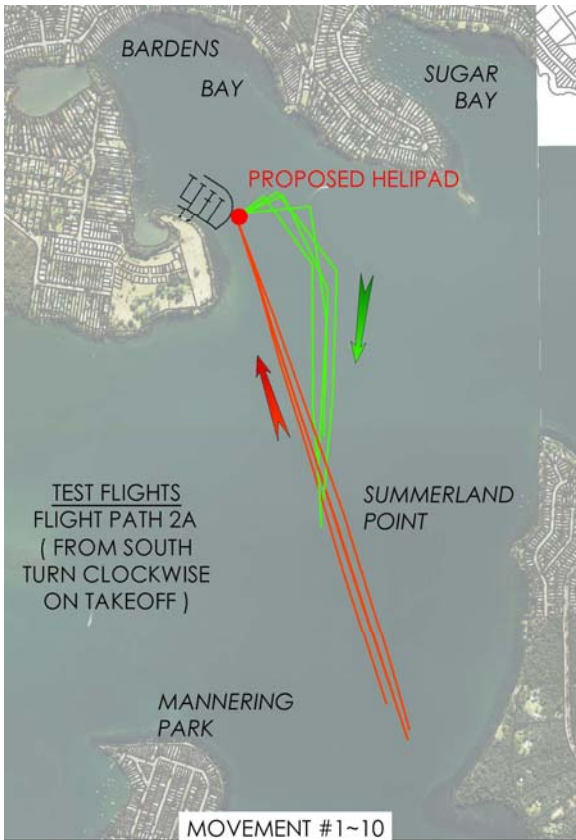 BARDENS
BAY
SUGAR
BAY
PROPOSED HELIPAD
TEST FLIGHTS
FLIGHT PATH 2A
( FROM SOUTH
TURN CLOCKWISE
ON TAKEOFF )
SUMMERLAND
POINT
MANNERING
PARK
MOVEMENT #1~10